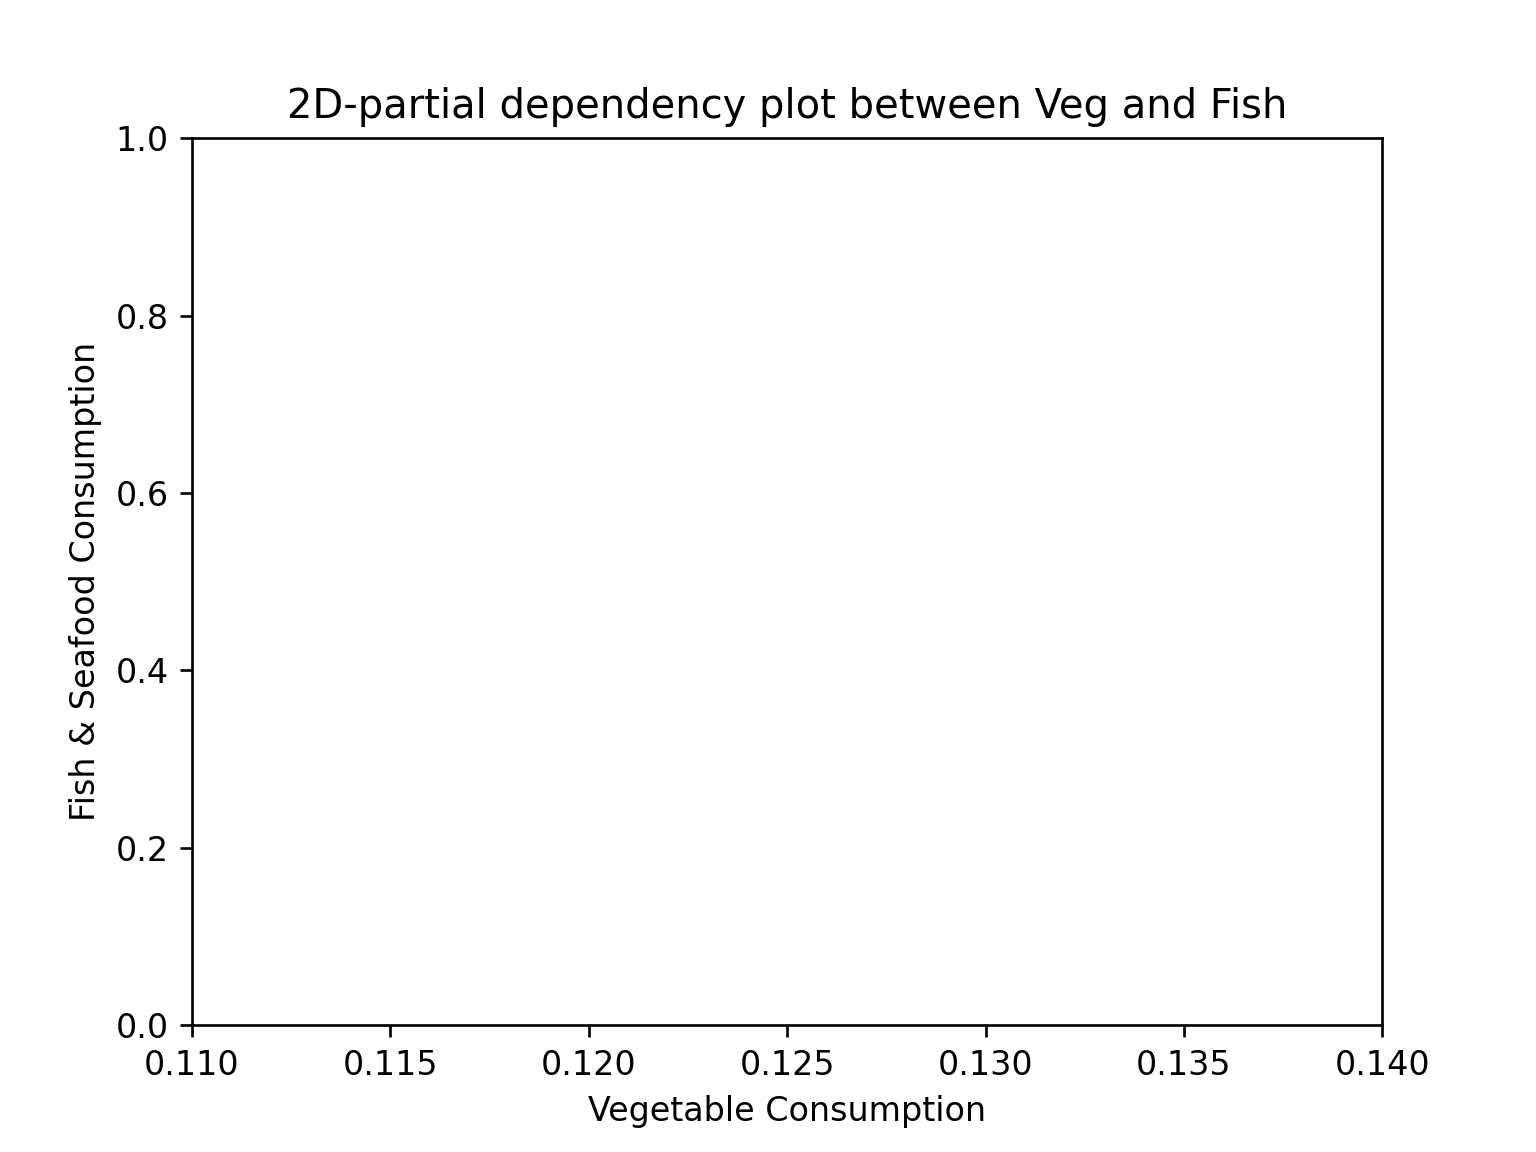 2D-partial dependency plot between Veg and Fish
1.0
0.8
0.6
0.4
0.2
0.0
Fish & Seafood Consumption
0.110 0.115 0.120 0.125 0.130 0.135 0.140
Vegetable Consumption